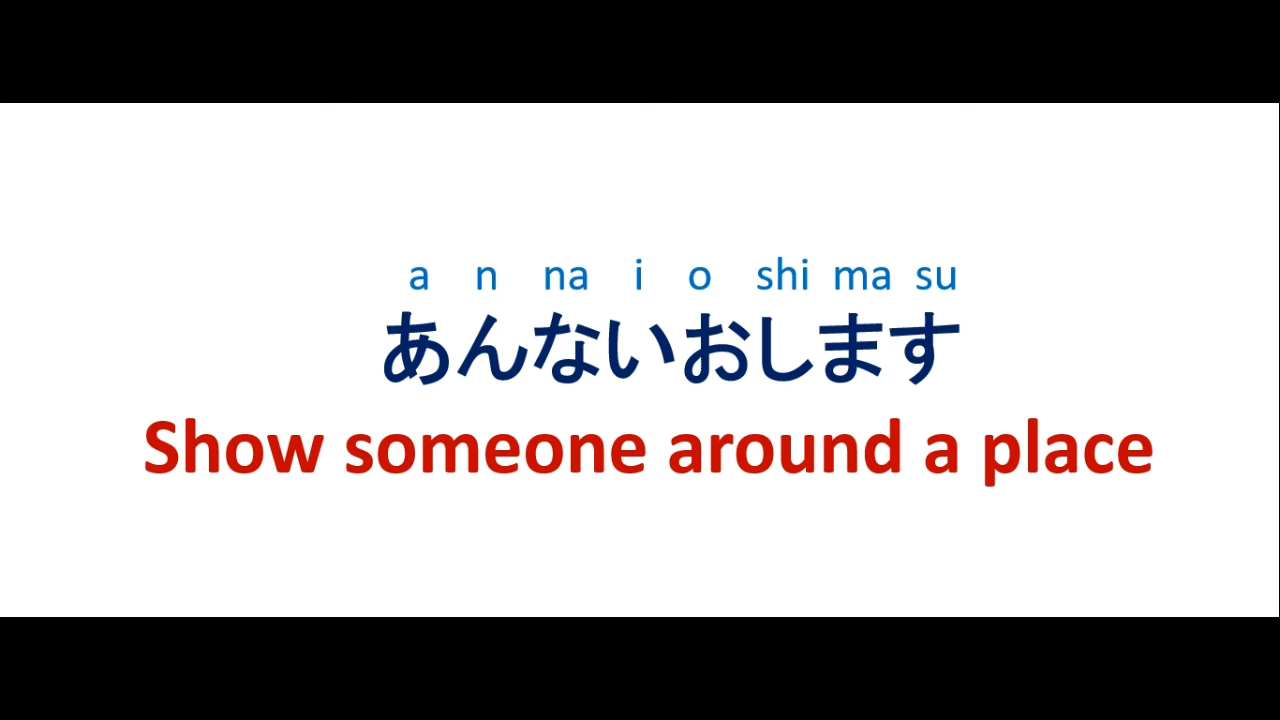 a n na i o shi ma su
あんないおします
Show someone around a place